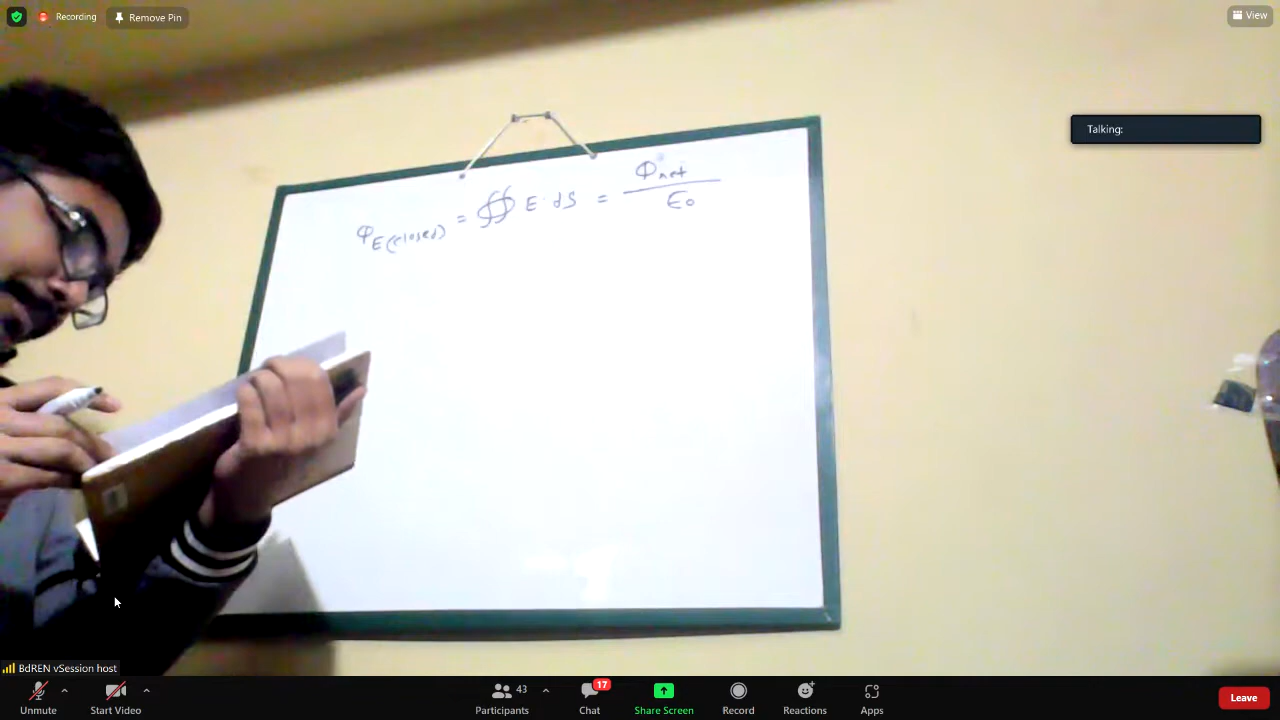 Recording
Remove Pin
View
Talking:
Φ_E(closed) = ∯ E · dS = Φ_net / ε₀
BdREN vSession host
Unmute
Start Video
43
Participants
17
Chat
Share Screen
Record
Reactions
Apps
Leave